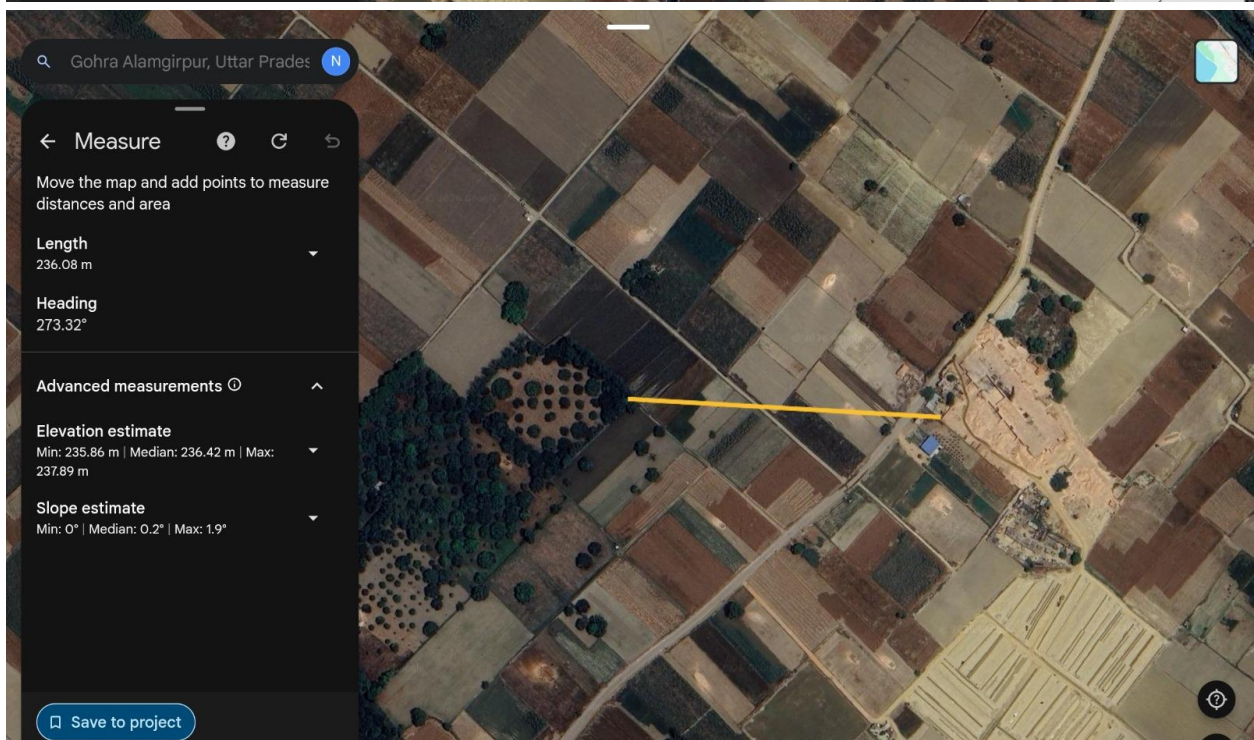 Gohra Alamgirpur, Uttar Prades
N
Measure
Move the map and add points to measure
distances and area
Length
236.08 m
Heading
273.32°
Advanced measurements
Elevation estimate
Min: 235.86 m | Median: 236.42 m | Max:
237.89 m
Slope estimate
Min: 0° | Median: 0.2° | Max: 1.9°
Save to project